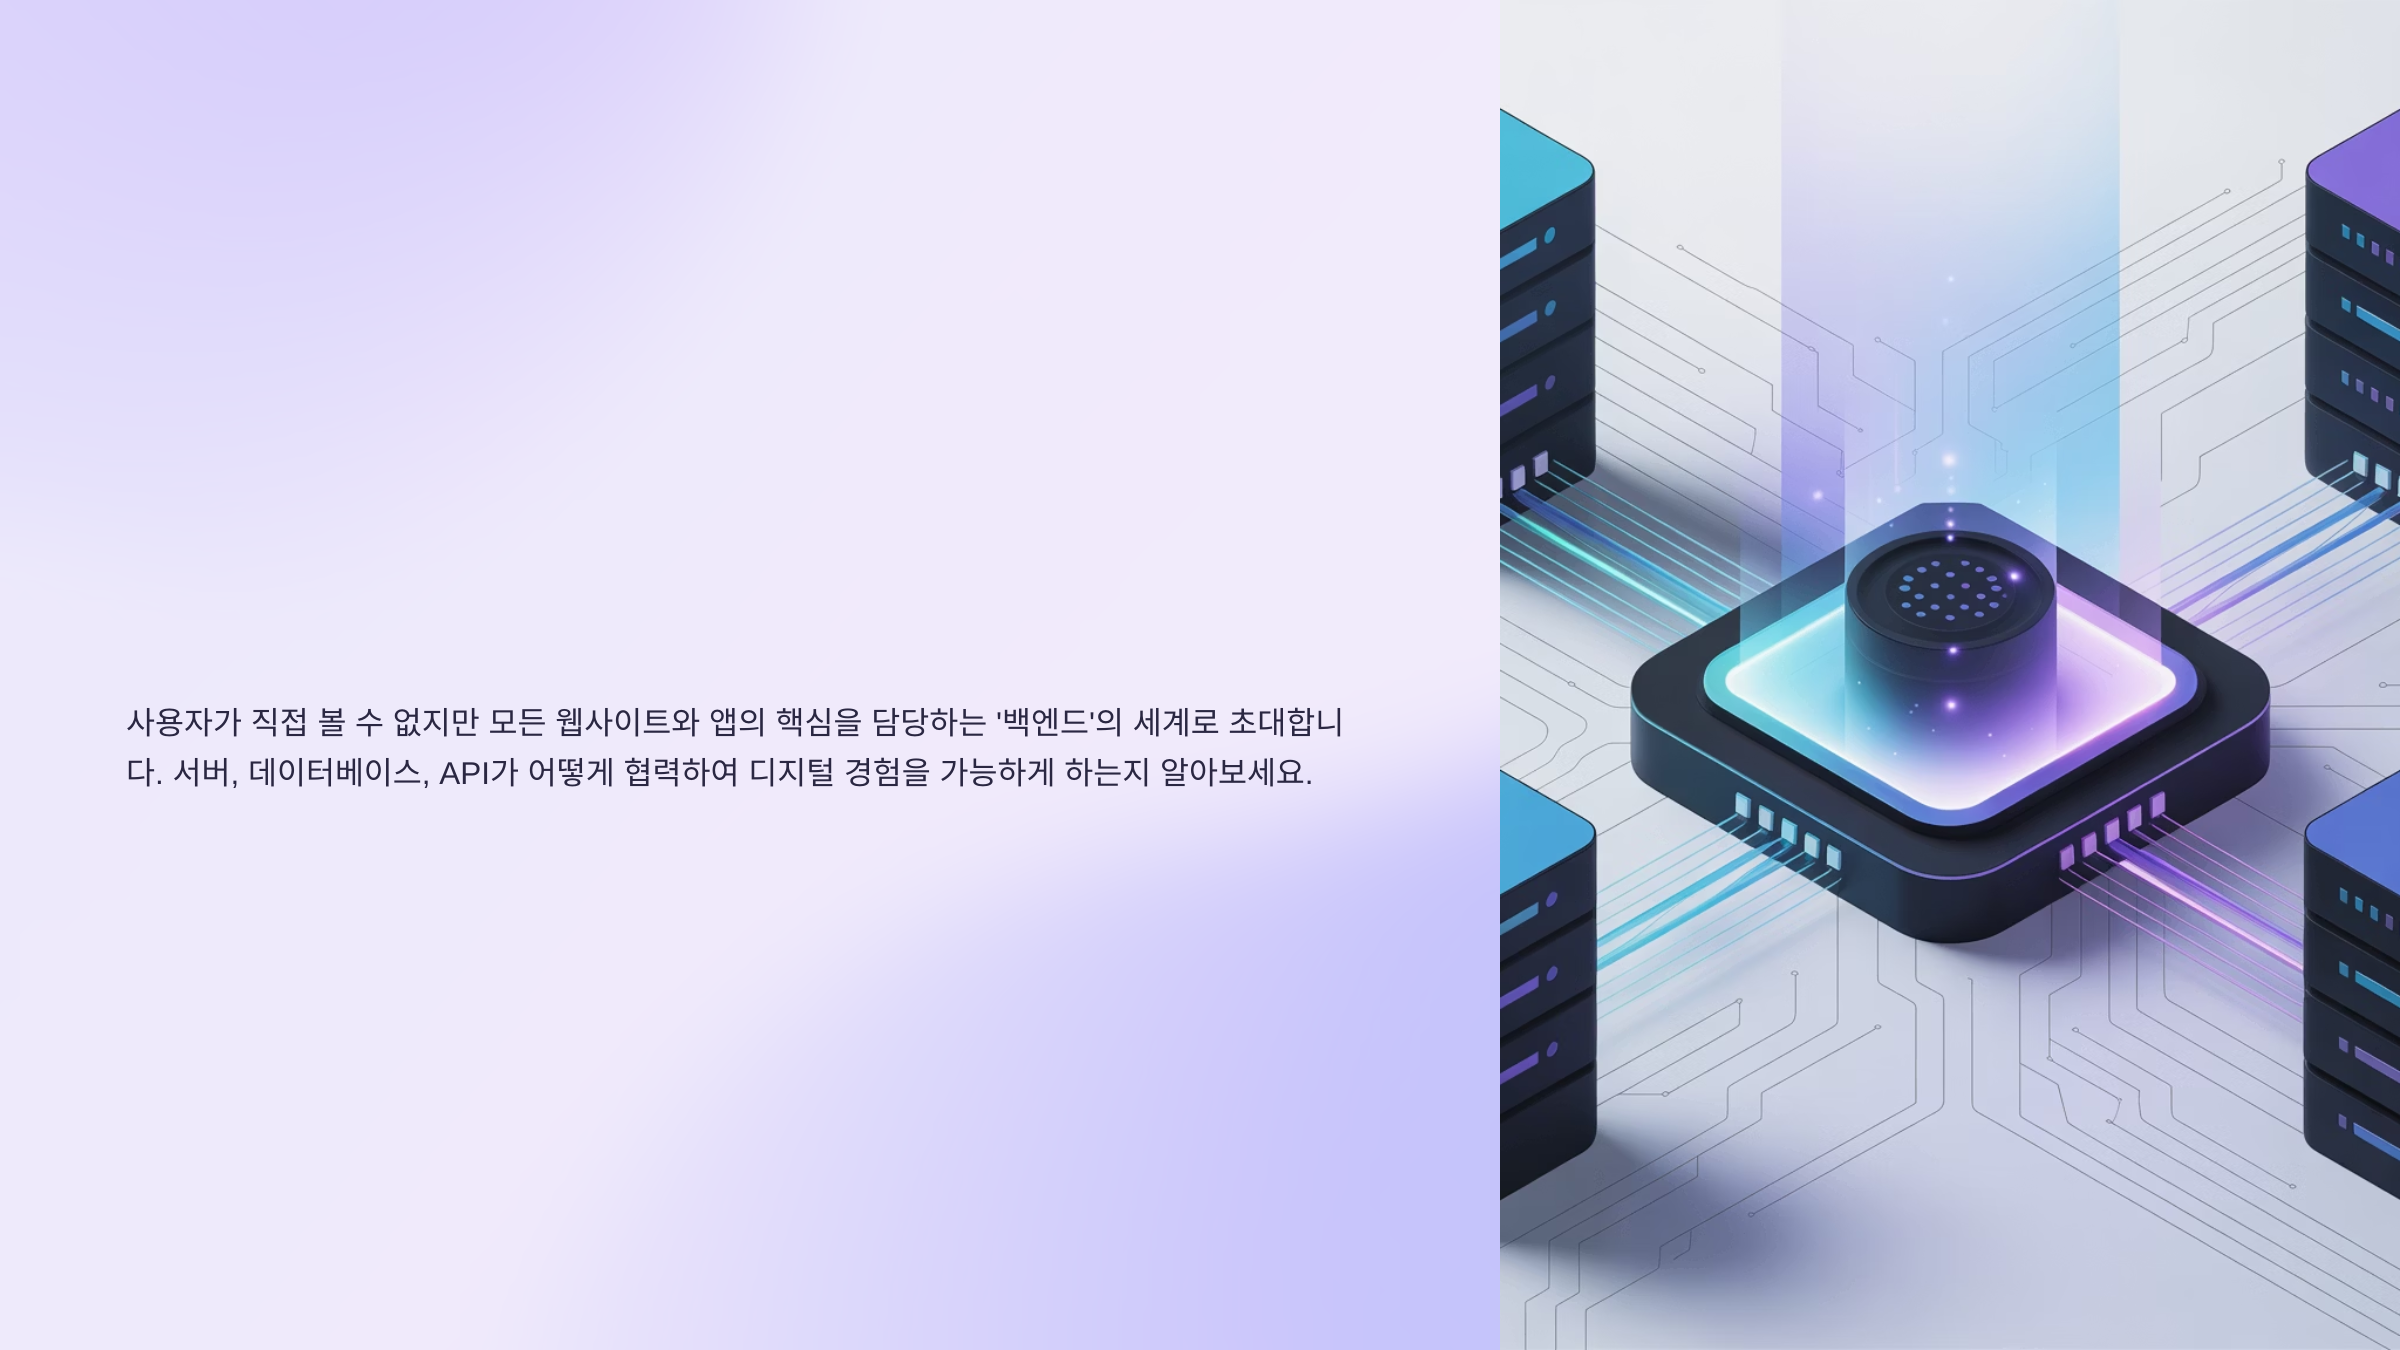 사용자가 직접 볼 수 없지만 모든 웹사이트와 앱의 핵심을 담당하는 '백엔드'의 세계로 초대합니
다. 서버, 데이터베이스, API가 어떻게 협력하여 디지털 경험을 가능하게 하는지 알아보세요.